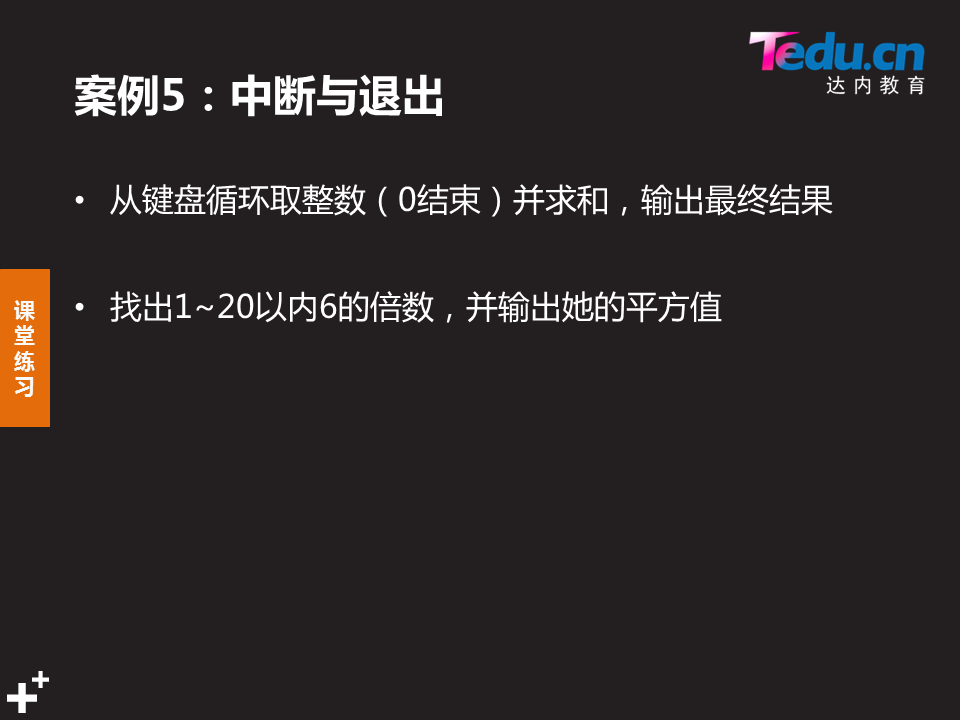 Tedu.cn
达内教育
案例5：中断与退出
• 从键盘循环取整数（0结束）并求和，输出最终结果
• 找出1~20以内6的倍数，并输出她的平方值
课堂练习